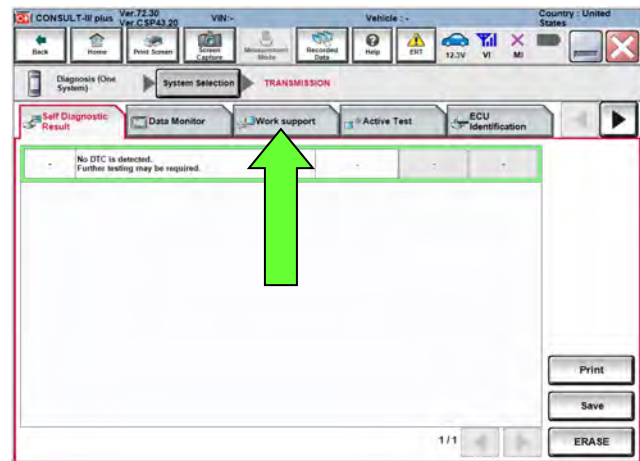 CONSULT-III plus Ver.72.30 VIN:- Vehicle : - Country : United
Ver.CSP43.20 States
Back Home Print Screen Screen Capture Measurement Mode Recorded Data Help ERT 12.3V VI MI
Diagnosis (One System) System Selection TRANSMISSION
Self Diagnostic Result Data Monitor Work support Active Test ECU Identification
- No DTC is detected. - - -
Further testing may be required.
Print
Save
1/1 ERASE